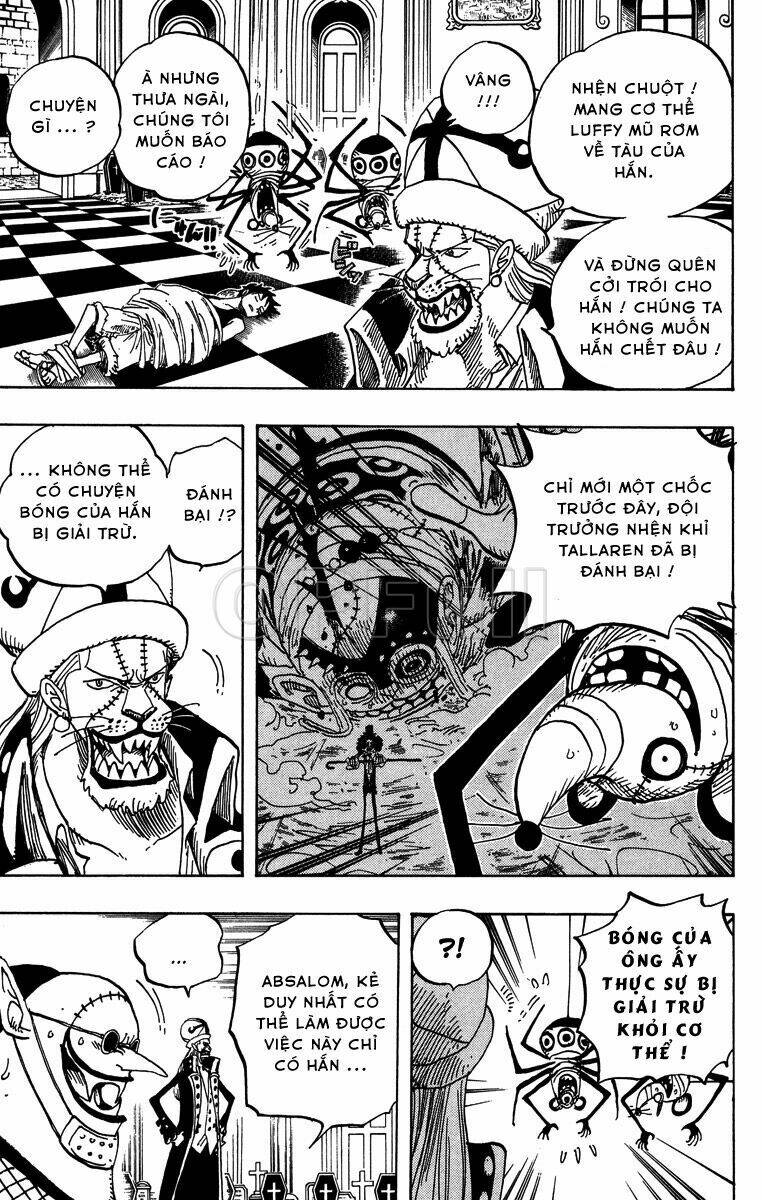 NHỆN CHUỘT !
MANG CƠ THỂ
LUFFY MŨ RƠM
VỀ TÀU CỦA
HẮN.
VÀ ĐỪNG QUÊN
CỞI TRÓI CHO
HẮN ! CHÚNG TA
KHÔNG MUỐN
HẮN CHẾT ĐÂU !
VÂNG
!!!
À NHƯNG
THƯA NGÀI,
CHÚNG TÔI
MUỐN BÁO
CÁO !
CHUYỆN
GÌ ... ?
CHỈ MỚI MỘT CHỐC
TRƯỚC ĐÂY, ĐỘI
TRƯỞNG NHỆN KHỈ
TALLAREN ĐÃ BỊ
ĐÁNH BẠI !
ĐÁNH
BẠI !?
... KHÔNG THỂ
CÓ CHUYỆN
BÓNG CỦA HẮN
BỊ GIẢI TRỪ.
BÓNG CỦA
ÔNG ẤY
THỰC SỰ BỊ
GIẢI TRỪ
KHỎI CƠ
THỂ !
?!
ABSALOM, KẺ
DUY NHẤT CÓ
THỂ LÀM ĐƯỢC
VIỆC NÀY CHỈ
CÓ HẮN ...
...